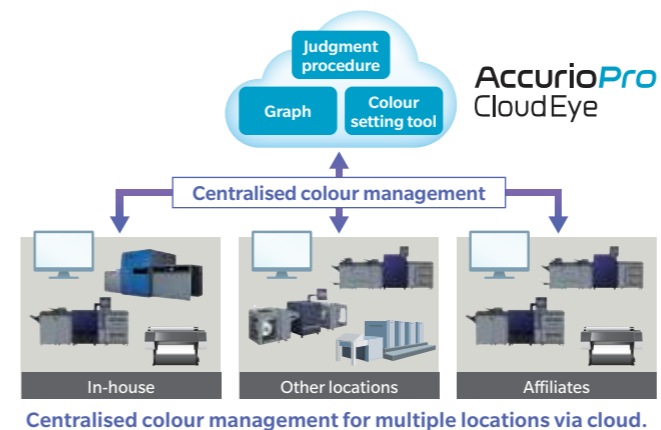 Judgment
procedure
Graph
Colour
setting tool
AccurioPro
CloudEye
Centralised colour management
In-house
Other locations
Affiliates
Centralised colour management for multiple locations via cloud.